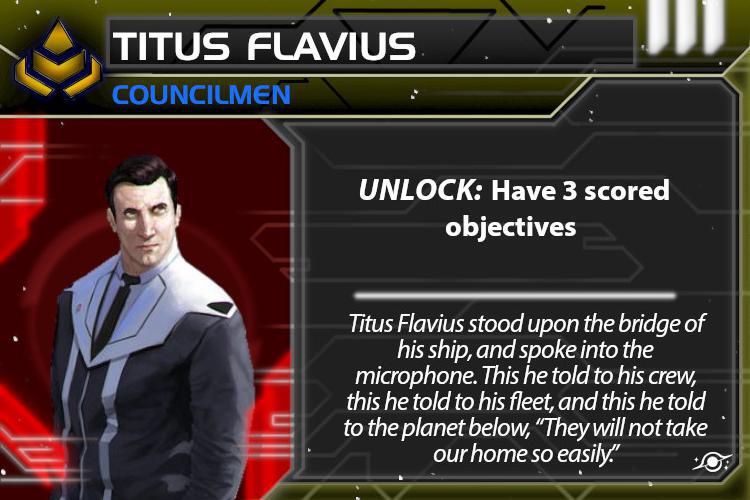 TITUS FLAVIUS
COUNCILMEN
UNLOCK: Have 3 scored
objectives
Titus Flavius stood upon the bridge of
his ship, and spoke into the
microphone. This he told to his crew,
this he told to his fleet, and this he told
to the planet below, “They will not take
our home so easily.”